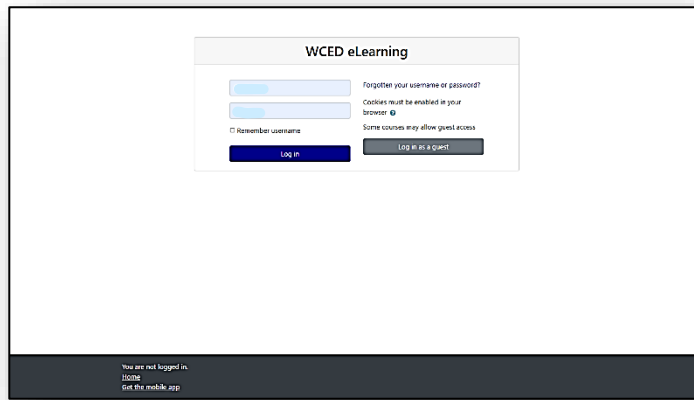 WCED eLearning
Forgotten your username or password?
Cookies must be enabled in your
browser
Remember username
Some courses may allow guest access
Log in
Log in as a guest
You are not logged in.
Home
Get the mobile app